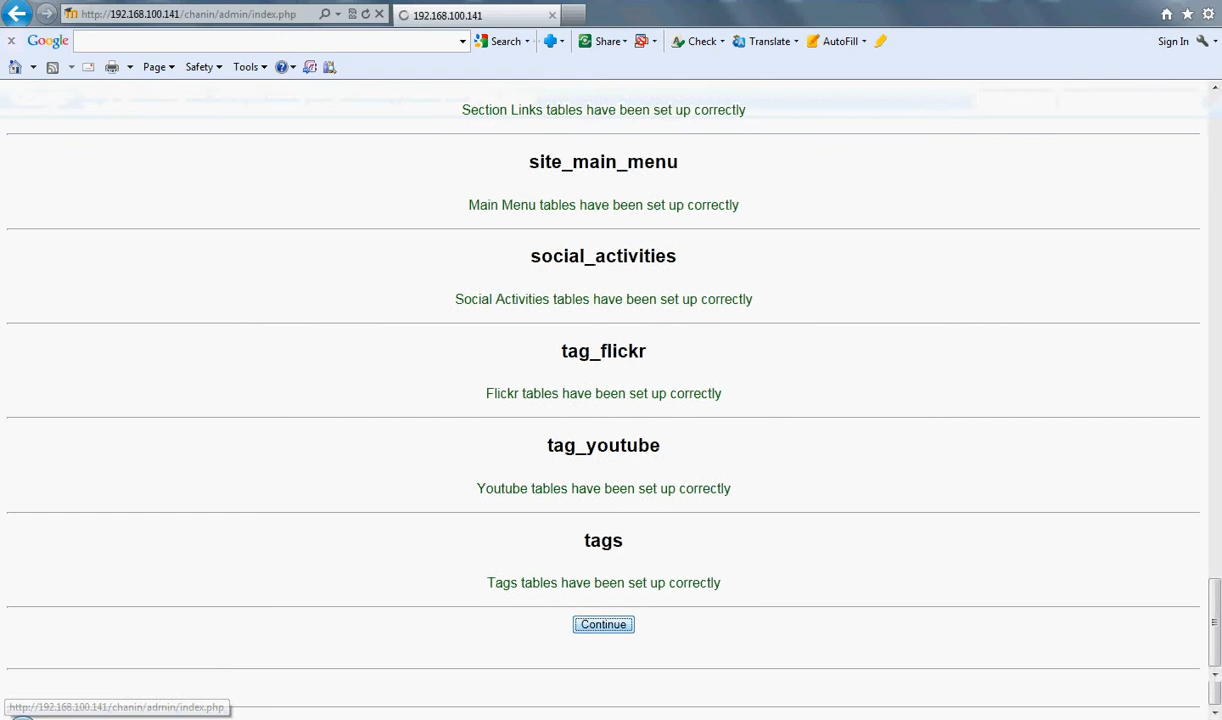 http://192.168.100.141/chanin/admin/index.php
192.168.100.141
Google
Search
Share
Check
Translate
AutoFill
Sign In
Page
Safety
Tools
Section Links tables have been set up correctly
site_main_menu
Main Menu tables have been set up correctly
social_activities
Social Activities tables have been set up correctly
tag_flickr
Flickr tables have been set up correctly
tag_youtube
Youtube tables have been set up correctly
tags
Tags tables have been set up correctly
Continue
http://192.168.100.141/chanin/admin/index.php